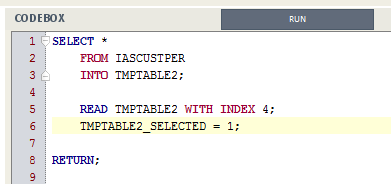 CODEBOX RUN
1 SELECT *
2 FROM IASCUSTPER
3 INTO TMPTABLE2;
4
5 READ TMPTABLE2 WITH INDEX 4;
6 TMPTABLE2_SELECTED = 1;
7
8 RETURN;
9